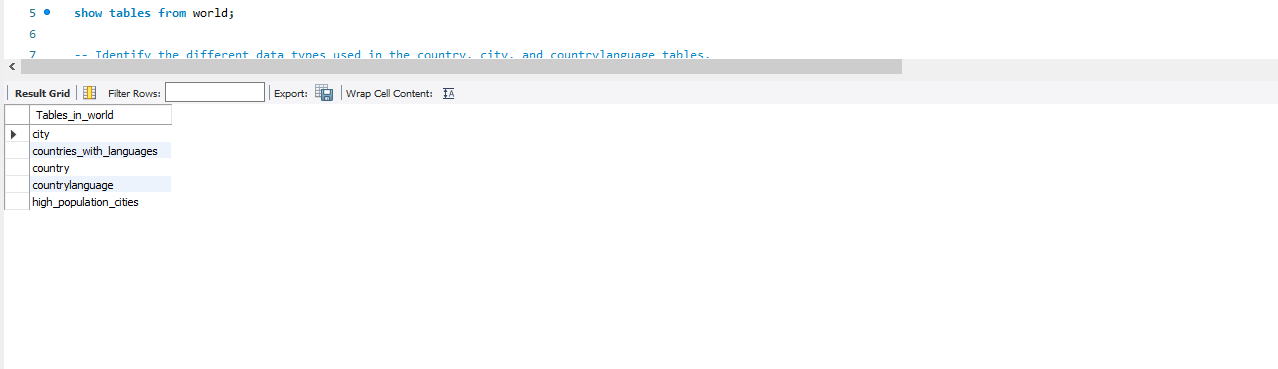 5 show tables from world;
6
7 -- Identify the different data types used in the country, city, and countrylanguage tables.
Result Grid Filter Rows: Export: Wrap Cell Content:
Tables_in_world
city
countries_with_languages
country
countrylanguage
high_population_cities